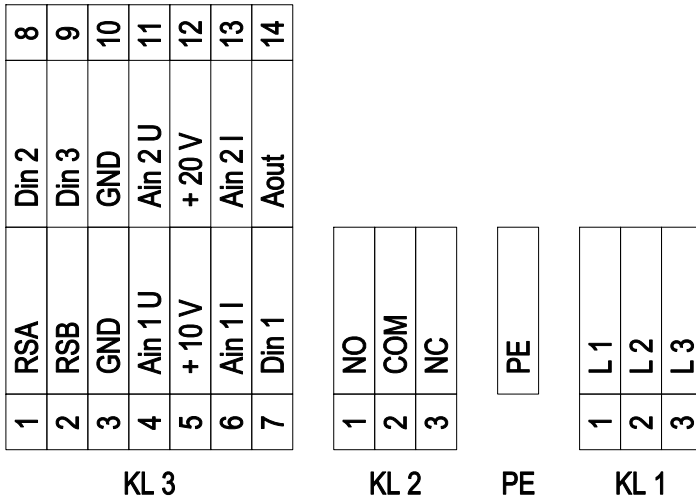 8 9 10 11 12 13 14
Din 2 Din 3 GND Ain 2 U + 20 V Ain 2 I Aout
RSA RSB GND Ain 1 U + 10 V Ain 1 I Din 1 NO COM NC PE L 1 L 2 L 3
1 2 3 4 5 6 7 1 2 3 1 2 3
KL 3 KL 2 PE KL 1